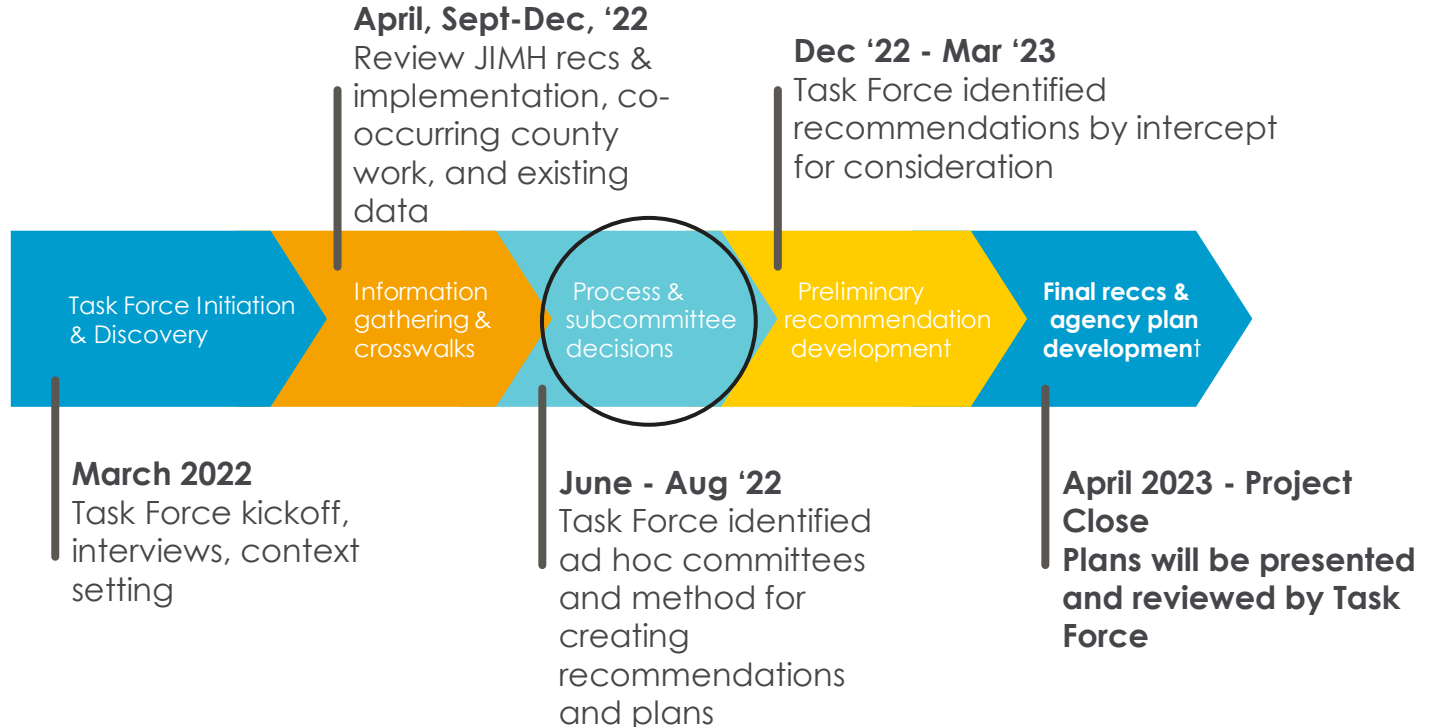 April, Sept-Dec, ‘22
Review JIMH recs &
implementation, co-
occurring county
work, and existing
data
Dec ‘22 - Mar ‘23
Task Force identified
recommendations by intercept
for consideration
Task Force Initiation
& Discovery
Information
gathering &
crosswalks
Process &
subcommittee
decisions
Preliminary
recommendation
development
Final reccs &
agency plan
development
March 2022
Task Force kickoff,
interviews, context
setting
June - Aug ‘22
Task Force identified
ad hoc committees
and method for
creating
recommendations
and plans
April 2023 - Project
Close
Plans will be presented
and reviewed by Task
Force